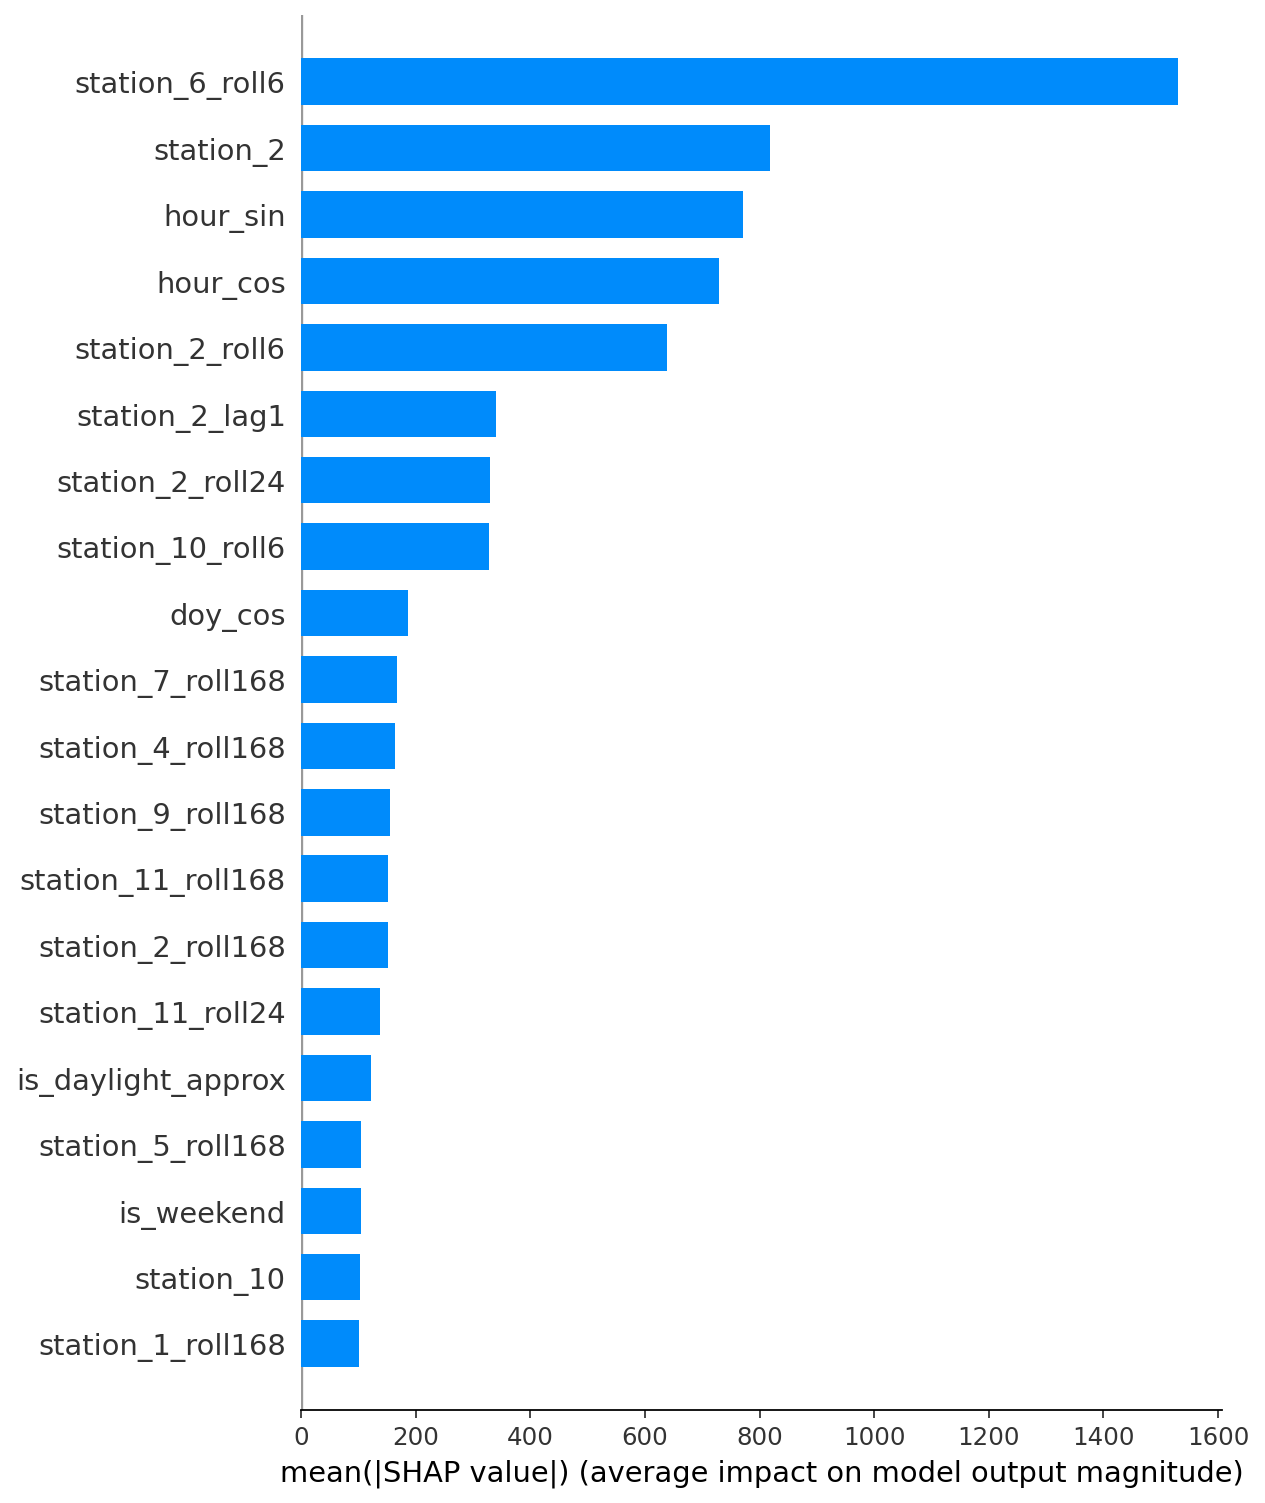 station_6_roll6
station_2
hour_sin
hour_cos
station_2_roll6
station_2_lag1
station_2_roll24
station_10_roll6
doy_cos
station_7_roll168
station_4_roll168
station_9_roll168
station_11_roll168
station_2_roll168
station_11_roll24
is_daylight_approx
station_5_roll168
is_weekend
station_10
station_1_roll168
0 200 400 600 800 1000 1200 1400 1600
mean(|SHAP value|) (average impact on model output magnitude)